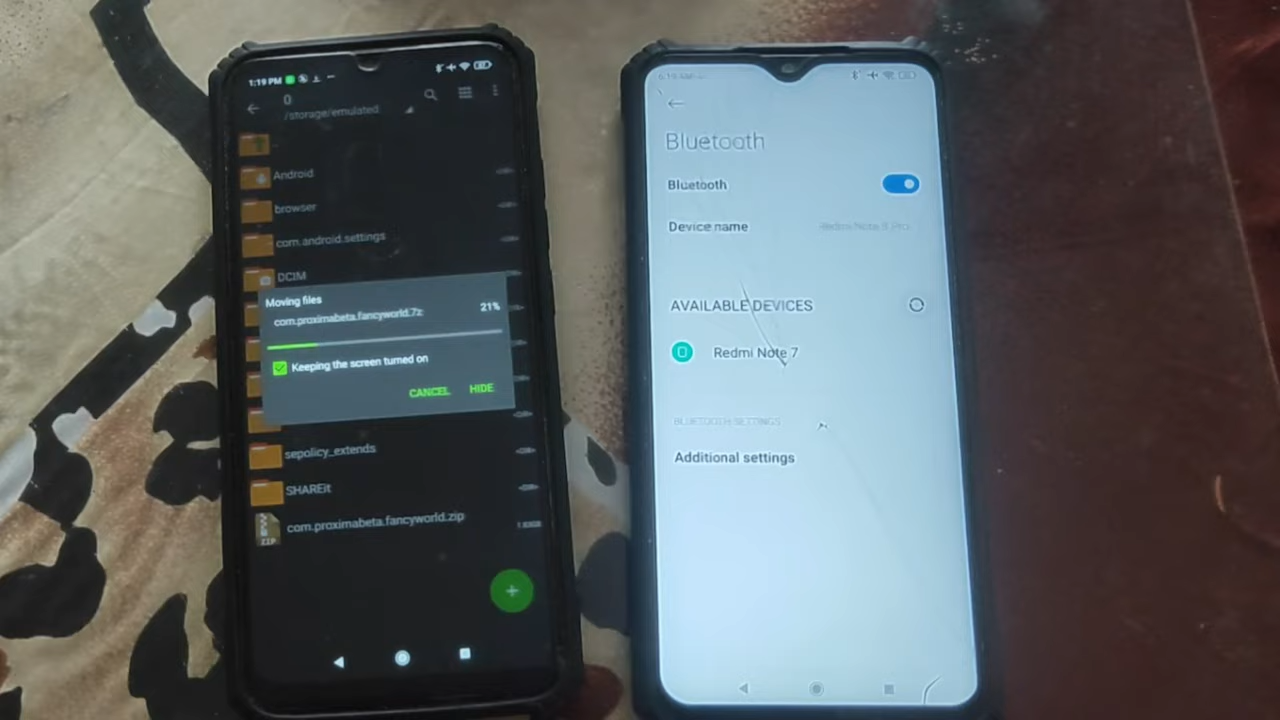 1:19 PM
0
/storage/emulated
..
Android
browser
com.android.settings
DCIM
Moving files
com.proximabeta.fancyworld.7z
21%
Keeping the screen turned on
CANCEL HIDE
sepolicy_extends
SHAREit
com.proximabeta.fancyworld.zip
ZIP
Bluetooth
Bluetooth
Device name
Redmi Note 8 Pro
AVAILABLE DEVICES
Redmi Note 7
BLUETOOTH SETTINGS
Additional settings